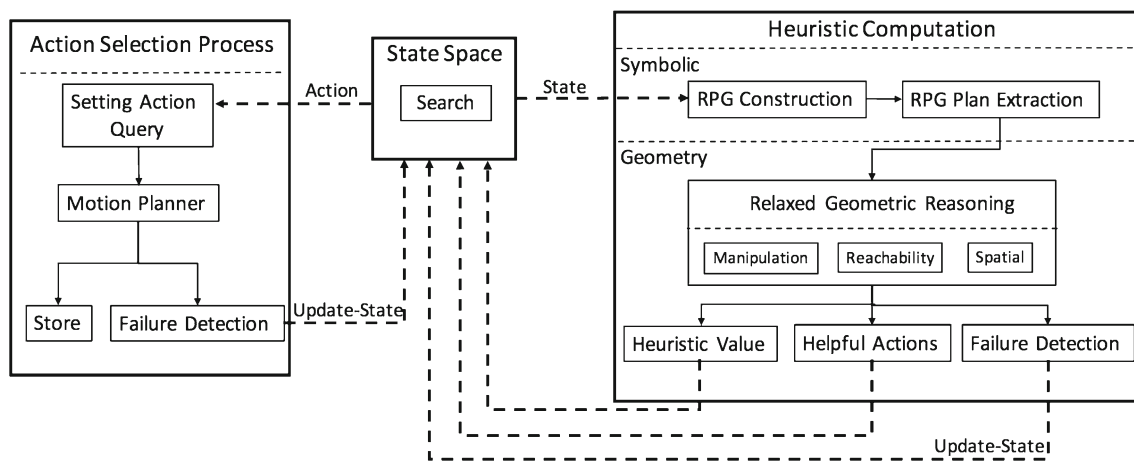 Action Selection Process
Setting Action
Query
Motion Planner
Store
Failure Detection
Action
Update-State
State Space
Search
State
Heuristic Computation
Symbolic
RPG Construction
RPG Plan Extraction
Geometry
Relaxed Geometric Reasoning
Manipulation
Reachability
Spatial
Heuristic Value
Helpful Actions
Failure Detection
Update-State